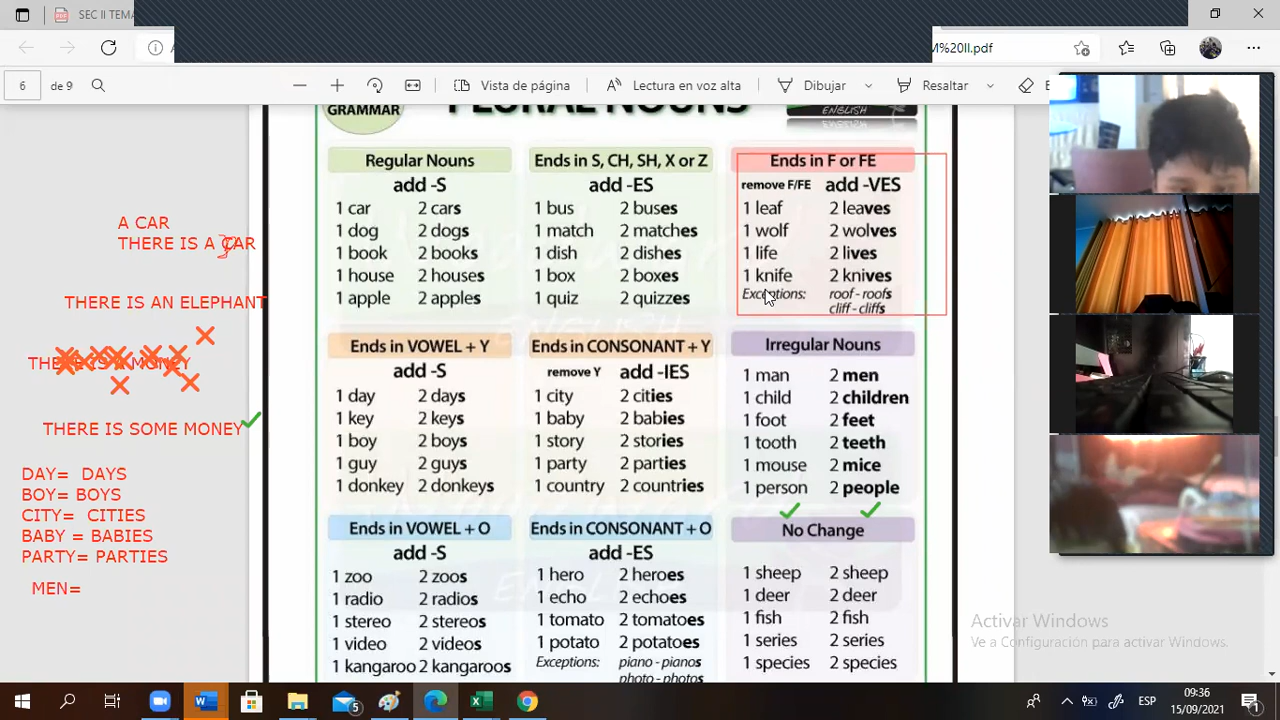 SEC II TEMA
M%20II.pdf
6 de 9
Vista de página
Lectura en voz alta
Dibujar
Resaltar
GRAMMAR
PLURAL NOUNS
ENGLISH
A CAR
THERE IS A CAR
THERE IS AN ELEPHANT
THERE IS A MONEY
THERE IS SOME MONEY
DAY= DAYS
BOY= BOYS
CITY= CITIES
BABY = BABIES
PARTY= PARTIES
MEN=
Regular Nouns
add -S
1 car 2 cars
1 dog 2 dogs
1 book 2 books
1 house 2 houses
1 apple 2 apples
Ends in S, CH, SH, X or Z
add -ES
1 bus 2 buses
1 match 2 matches
1 dish 2 dishes
1 box 2 boxes
1 quiz 2 quizzes
Ends in F or FE
remove F/FE add -VES
1 leaf 2 leaves
1 wolf 2 wolves
1 life 2 lives
1 knife 2 knives
Exceptions: roof - roofs
cliff - cliffs
Ends in VOWEL + Y
add -S
1 day 2 days
1 key 2 keys
1 boy 2 boys
1 guy 2 guys
1 donkey 2 donkeys
Ends in CONSONANT + Y
remove Y add -IES
1 city 2 cities
1 baby 2 babies
1 story 2 stories
1 party 2 parties
1 country 2 countries
Irregular Nouns
1 man 2 men
1 child 2 children
1 foot 2 feet
1 tooth 2 teeth
1 mouse 2 mice
1 person 2 people
Ends in VOWEL + O
add -S
1 zoo 2 zoos
1 radio 2 radios
1 stereo 2 stereos
1 video 2 videos
1 kangaroo 2 kangaroos
Ends in CONSONANT + O
add -ES
1 hero 2 heroes
1 echo 2 echoes
1 tomato 2 tomatoes
1 potato 2 potatoes
Exceptions: piano - pianos
photo - photos
No Change
1 sheep 2 sheep
1 deer 2 deer
1 fish 2 fish
1 series 2 series
1 species 2 species
Activar Windows
Ve a Configuración para activar Windows.
5
ESP
09:36
15/09/2021
1